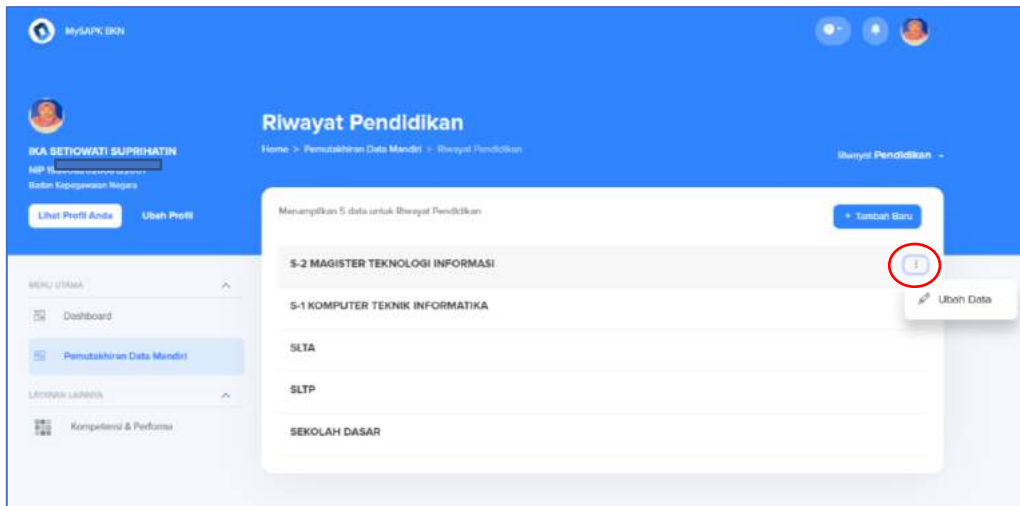 MySAPK BKN
IKA SETIOWATI SUPRIHATIN
NIP
Badan Kepegawaian Negara
Lihat Profil Anda
Ubah Profil
Riwayat Pendidikan
Home > Pemutakhiran Data Mandiri > Riwayat Pendidikan
Riwayat Pendidikan
Menampilkan 5 data untuk Riwayat Pendidikan
+ Tambah Baru
S-2 MAGISTER TEKNOLOGI INFORMASI
Ubah Data
S-1 KOMPUTER TEKNIK INFORMATIKA
SLTA
SLTP
SEKOLAH DASAR
MENU UTAMA
Dashboard
Pemutakhiran Data Mandiri
LAYANAN LAINNYA
Kompetensi & Performa